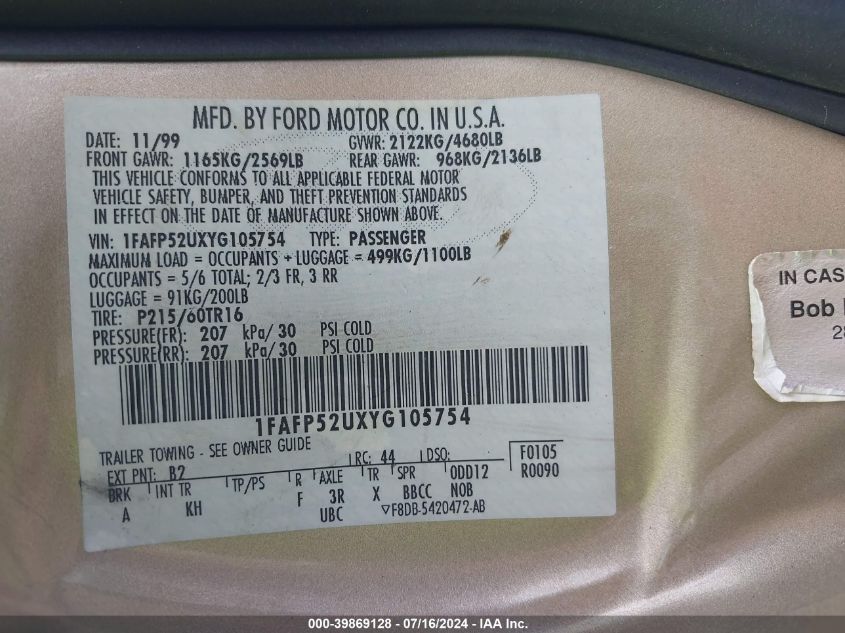 MFD. BY FORD MOTOR CO. IN U.S.A.
DATE: 11/99 GVWR: 2122KG/4680LB
FRONT GAWR: 1165KG/2569LB REAR GAWR: 968KG/2136LB
THIS VEHICLE CONFORMS TO ALL APPLICABLE FEDERAL MOTOR
VEHICLE SAFETY, BUMPER, AND THEFT PREVENTION STANDARDS
IN EFFECT ON THE DATE OF MANUFACTURE SHOWN ABOVE.
VIN: 1FAFP52UXYG105754 TYPE: PASSENGER
MAXIMUM LOAD = OCCUPANTS + LUGGAGE = 499KG/1100LB
OCCUPANTS = 5/6 TOTAL; 2/3 FR, 3 RR
LUGGAGE = 91KG/200LB
TIRE: P215/60TR16
PRESSURE(FR): 207 kPa/30 PSI COLD
PRESSURE(RR): 207 kPa/30 PSI COLD
1FAFP52UXYG105754
TRAILER TOWING - SEE OWNER GUIDE
EXT PNT: B2 RC: 44 DSO: F0105
BRK INT TR TP/PS R AXLE TR SPR ODD12 R0090
A KH F 3R X BBCC NOB
UBC F8DB-5420472-AB
IN CAS
Bob
28
000-39869128 - 07/16/2024 - IAA Inc.